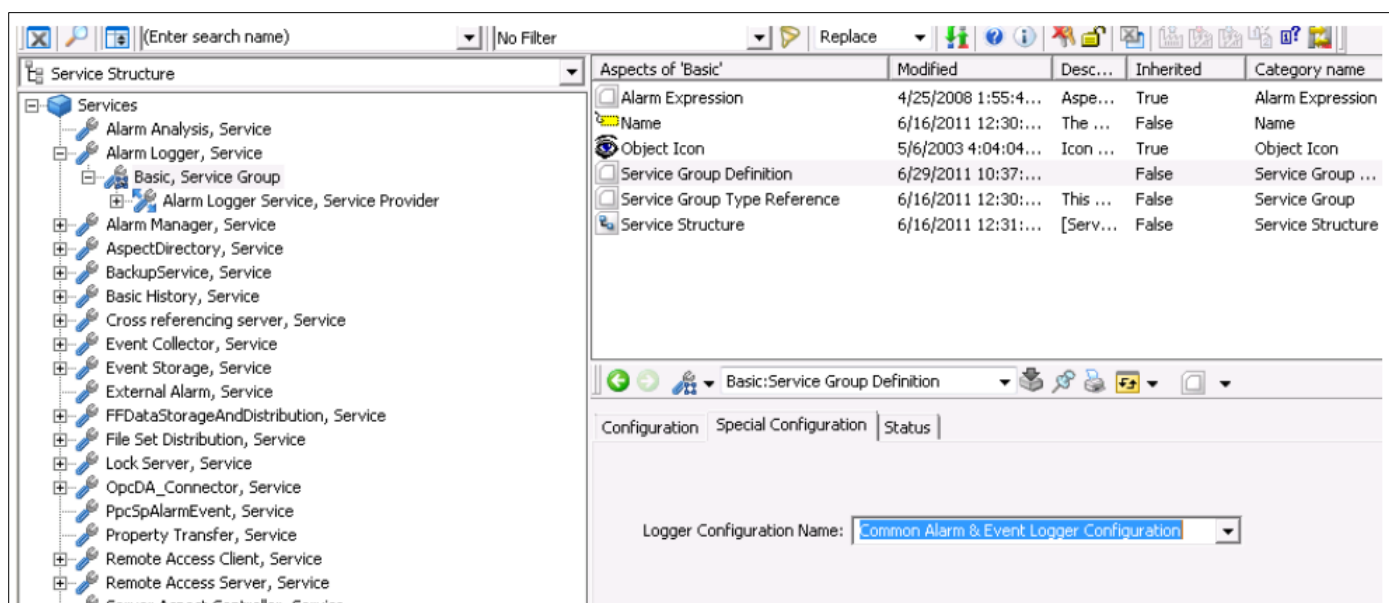 (Enter search name) No Filter Replace
Service Structure
Services
Alarm Analysis, Service
Alarm Logger, Service
Basic, Service Group
Alarm Logger Service, Service Provider
Alarm Manager, Service
AspectDirectory, Service
BackupService, Service
Basic History, Service
Cross referencing server, Service
Event Collector, Service
Event Storage, Service
External Alarm, Service
FFDataStorageAndDistribution, Service
File Set Distribution, Service
Lock Server, Service
OpcDA_Connector, Service
PpcSpAlarmEvent, Service
Property Transfer, Service
Remote Access Client, Service
Remote Access Server, Service
Aspects of 'Basic' Modified Desc... Inherited Category name
Alarm Expression 4/25/2008 1:55:4... Aspe... True Alarm Expression
Name 6/16/2011 12:30:... The ... False Name
Object Icon 5/6/2003 4:04:04... Icon ... True Object Icon
Service Group Definition 6/29/2011 10:37:... False Service Group ...
Service Group Type Reference 6/16/2011 12:30:... This ... False Service Group
Service Structure 6/16/2011 12:31:... [Serv... False Service Structure
Basic:Service Group Definition
Configuration Special Configuration Status
Logger Configuration Name: Common Alarm & Event Logger Configuration